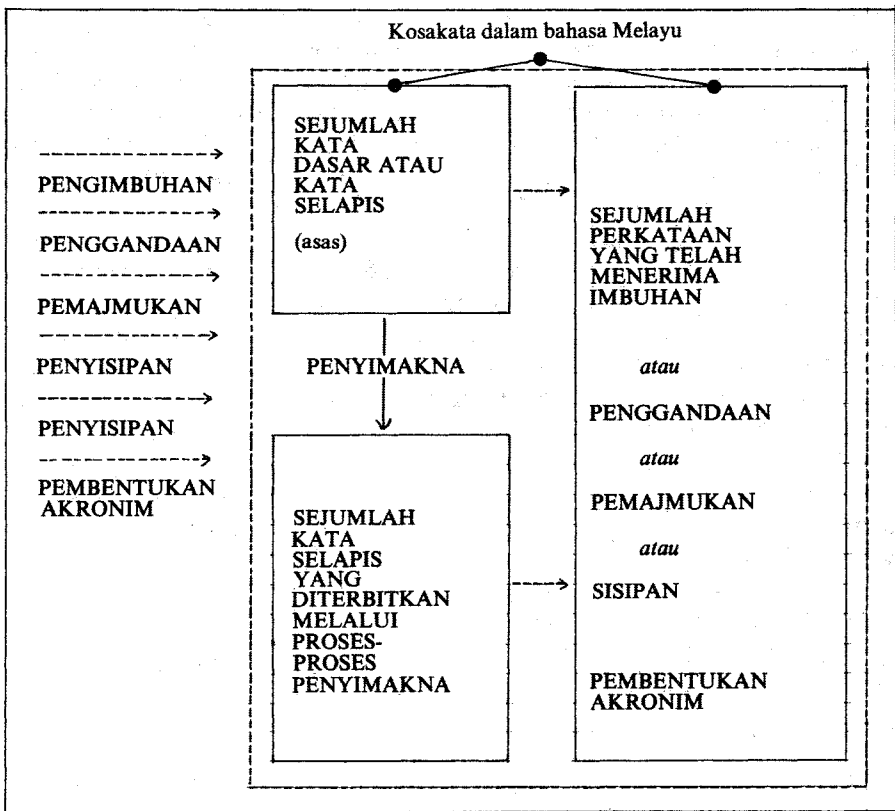 Kosakata dalam bahasa Melayu
PENGIMBUHAN
PENGGANDAAN
PEMAJMUKAN
PENYISIPAN
PENYISIPAN
PEMBENTUKAN
AKRONIM
SEJUMLAH
KATA
DASAR ATAU
KATA
SELAPIS
(asas)
PENYIMAKNA
SEJUMLAH
KATA
SELAPIS
YANG
DITERBITKAN
MELALUI
PROSES-
PROSES
PENYIMAKNA
SEJUMLAH
PERKATAAN
YANG TELAH
MENERIMA
IMBUHAN
atau
PENGGANDAAN
atau
PEMAJMUKAN
atau
SISIPAN
PEMBENTUKAN
AKRONIM